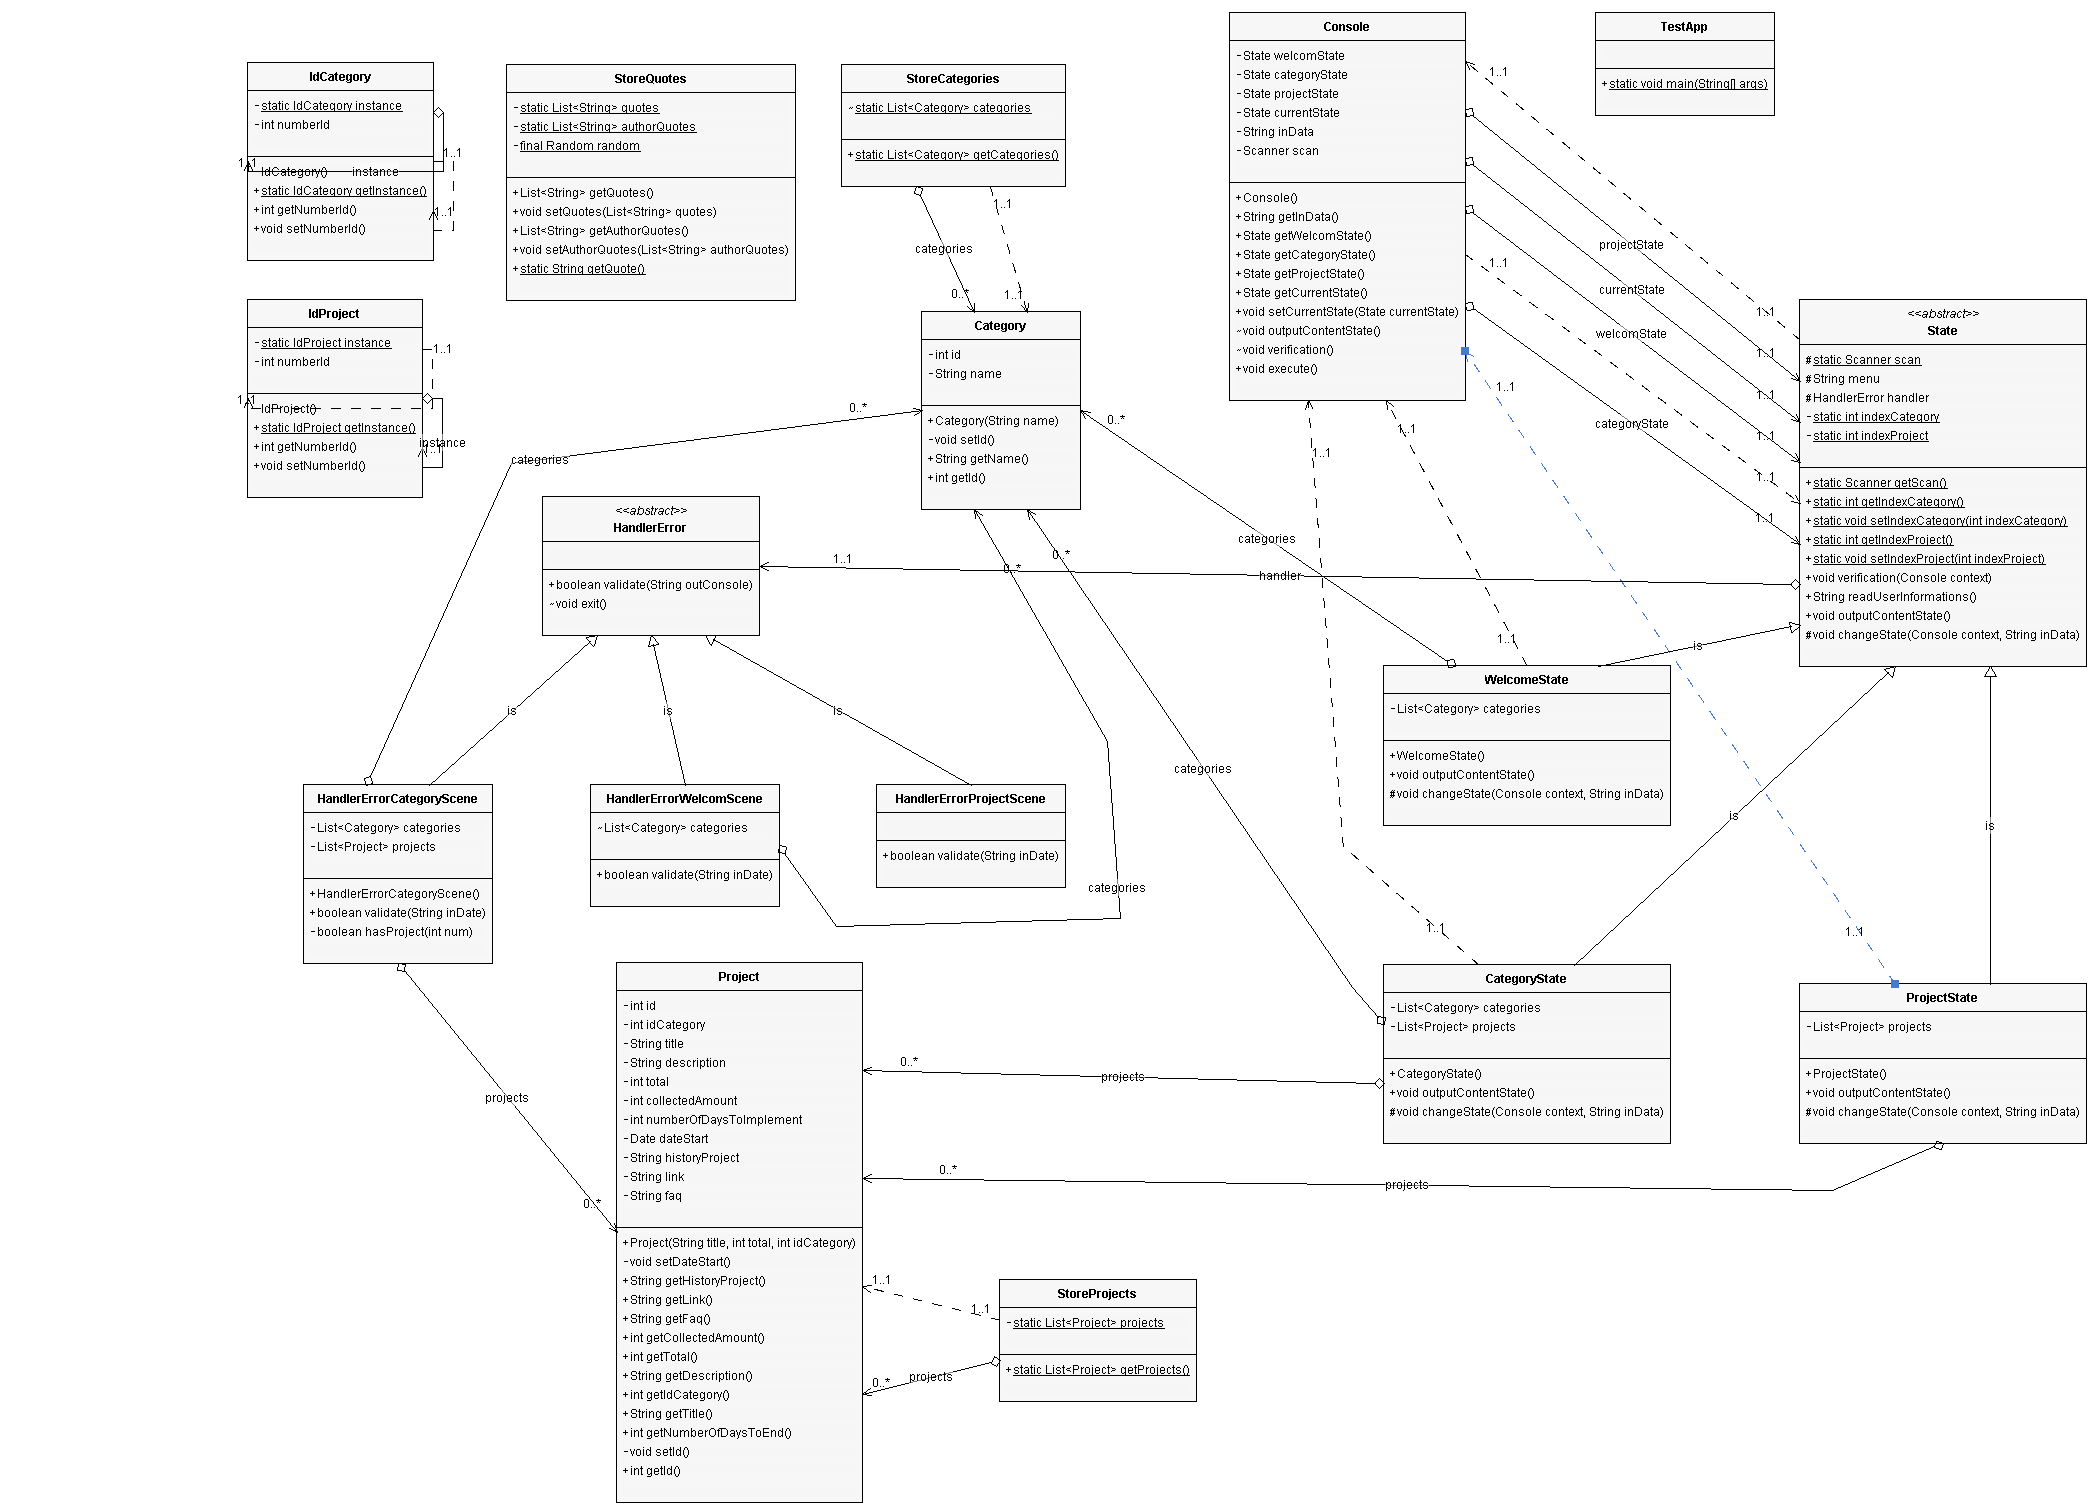 IdCategory
-static IdCategory instance
-int numberId
-IdCategory()
+static IdCategory getInstance()
+int getNumberId()
+void setNumberId()
1..1
1..1
instance
1..1
StoreQuotes
-static List<String> quotes
-static List<String> authorQuotes
-final Random random
+List<String> getQuotes()
+void setQuotes(List<String> quotes)
+List<String> getAuthorQuotes()
+void setAuthorQuotes(List<String> authorQuotes)
+static String getQuote()
StoreCategories
~static List<Category> categories
+static List<Category> getCategories()
1..1
categories
0..*
1..1
Console
-State welcomState
-State categoryState
-State projectState
-State currentState
-String inData
-Scanner scan
+Console()
+String getInData()
+State getWelcomState()
+State getCategoryState()
+State getProjectState()
+State getCurrentState()
+void setCurrentState(State currentState)
~void outputContentState()
~void verification()
+void execute()
TestApp
+static void main(String[] args)
1..1
projectState
1..1
currentState
1..1
welcomState
1..1
1..1
categoryState
1..1
1..1
1..1
IdProject
-static IdProject instance
-int numberId
-IdProject()
+static IdProject getInstance()
+int getNumberId()
+void setNumberId()
1..1
1..1
instance
1..1
Category
-int id
-String name
+Category(String name)
-void setId()
+String getName()
+int getId()
0..*
0..*
categories
<<abstract>>
State
#static Scanner scan
#String menu
#HandlerError handler
-static int indexCategory
-static int indexProject
+static Scanner getScan()
+static int getIndexCategory()
+static void setIndexCategory(int indexCategory)
+static int getIndexProject()
+static void setIndexProject(int indexProject)
+void verification(Console context)
+String readUserInformations()
+void outputContentState()
#void changeState(Console context, String inData)
1..1
1..1
1..1
<<abstract>>
HandlerError
+boolean validate(String outConsole)
~void exit()
1..1
handler
0..*
0..*
categories
1..1
is
WelcomeState
-List<Category> categories
+WelcomeState()
+void outputContentState()
#void changeState(Console context, String inData)
is
is
is
categories
categories
is
is
HandlerErrorCategoryScene
-List<Category> categories
-List<Project> projects
+HandlerErrorCategoryScene()
+boolean validate(String inDate)
-boolean hasProject(int num)
HandlerErrorWelcomScene
~List<Category> categories
+boolean validate(String inDate)
HandlerErrorProjectScene
+boolean validate(String inDate)
1..1
1..1
CategoryState
-List<Category> categories
-List<Project> projects
+CategoryState()
+void outputContentState()
#void changeState(Console context, String inData)
ProjectState
-List<Project> projects
+ProjectState()
+void outputContentState()
#void changeState(Console context, String inData)
Project
-int id
-int idCategory
-String title
-String description
-int total
-int collectedAmount
-int numberOfDaysToImplement
-Date dateStart
-String historyProject
-String link
-String faq
+Project(String title, int total, int idCategory)
-void setDateStart()
+String getHistoryProject()
+String getLink()
+String getFaq()
+int getCollectedAmount()
+int getTotal()
+String getDescription()
+int getIdCategory()
+String getTitle()
+int getNumberOfDaysToEnd()
-void setId()
+int getId()
0..*
projects
projects
0..*
projects
0..*
1..1
1..1
0..*
projects
StoreProjects
-static List<Project> projects
+static List<Project> getProjects()